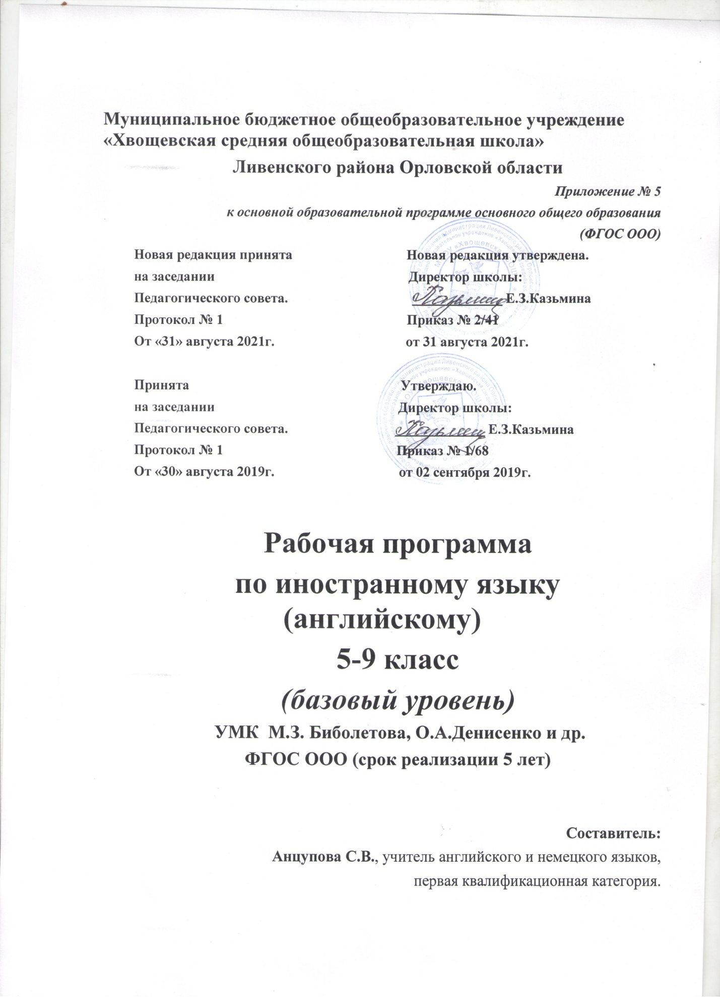 Муниципальное бюджетное общеобразовательное учреждение
«Хвощевская средняя общеобразовательная школа»
Ливенского района Орловской области
Приложение № 5
к основной образовательной программе основного общего образования
(ФГОС ООО)
Новая редакция принята Новая редакция утверждена.
на заседании Директор школы:
Педагогического совета. Е.З.Казьмина
Протокол № 1 Приказ № 2/41
От «31» августа 2021г. от 31 августа 2021г.
Принята Утверждаю.
на заседании Директор школы:
Педагогического совета. Е.З.Казьмина
Протокол № 1 Приказ № 1/68
От «30» августа 2019г. от 02 сентября 2019г.
Рабочая программа
по иностранному языку
(английскому)
5-9 класс
(базовый уровень)
УМК М.З. Биболетова, О.А.Денисенко и др.
ФГОС ООО (срок реализации 5 лет)
Составитель:
Анцупова С.В., учитель английского и немецкого языков,
первая квалификационная категория.